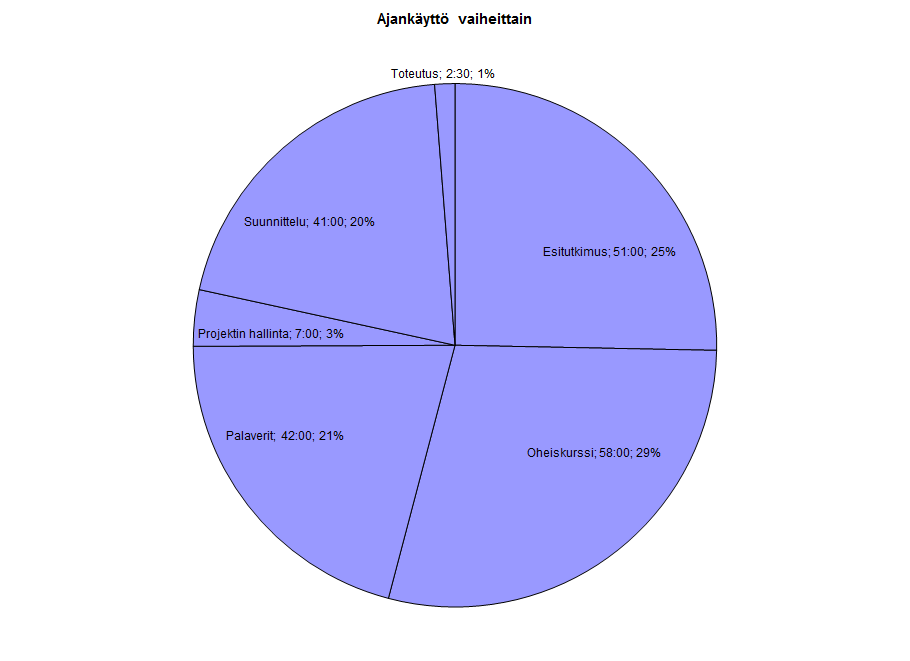 Ajankäyttö vaiheittain
Toteutus; 2:30; 1%
Suunnittelu; 41:00; 20%
Esitutkimus; 51:00; 25%
Projektin hallinta; 7:00; 3%
Palaverit; 42:00; 21%
Oheiskurssi; 58:00; 29%